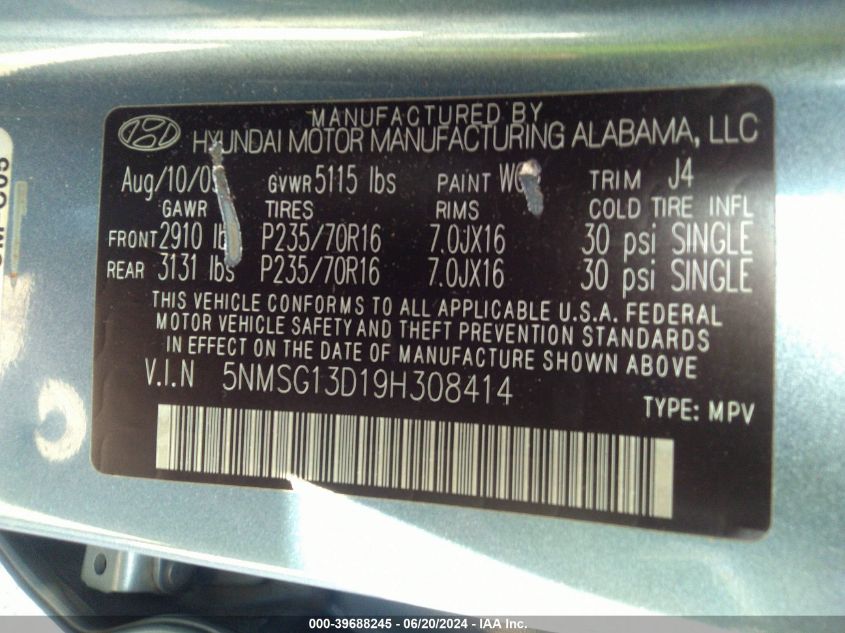 MANUFACTURED BY
HYUNDAI MOTOR MANUFACTURING ALABAMA, LLC
GVWR 5115 lbs PAINT TRIM J4
GAWR TIRES RIMS COLD TIRE INFL
FRONT 2910 lbs P235/70R16 7.0JX16 30 psi SINGLE
REAR 3131 lbs P235/70R16 7.0JX16 30 psi SINGLE
THIS VEHICLE CONFORMS TO ALL APPLICABLE U.S.A. FEDERAL
MOTOR VEHICLE SAFETY AND THEFT PREVENTION STANDARDS
IN EFFECT ON THE DATE OF MANUFACTURE SHOWN ABOVE
V.I.N 5NMSG13D19H308414
TYPE: MPV
000-39688245 - 06/20/2024 - IAA Inc.